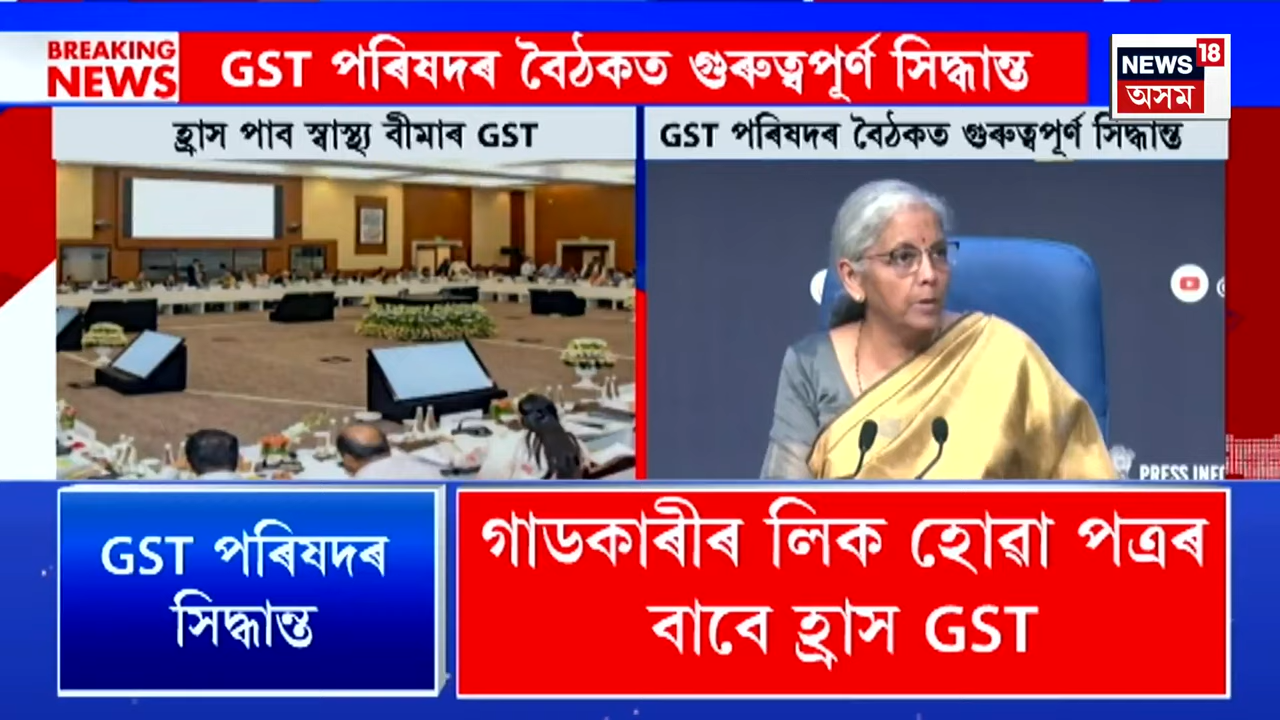 BREAKING
NEWS
GST পৰিষদৰ বৈঠকত গুৰুত্বপূৰ্ণ সিদ্ধান্ত
NEWS 18
অসম
হ্ৰাস পাব স্বাস্থ্য বীমাৰ GST
GST পৰিষদৰ বৈঠকত গুৰুত্বপূৰ্ণ সিদ্ধান্ত
PRESS INFO
GST পৰিষদৰ
সিদ্ধান্ত
গাডকাৰীৰ লিক হোৱা পত্ৰৰ
বাবে হ্ৰাস GST